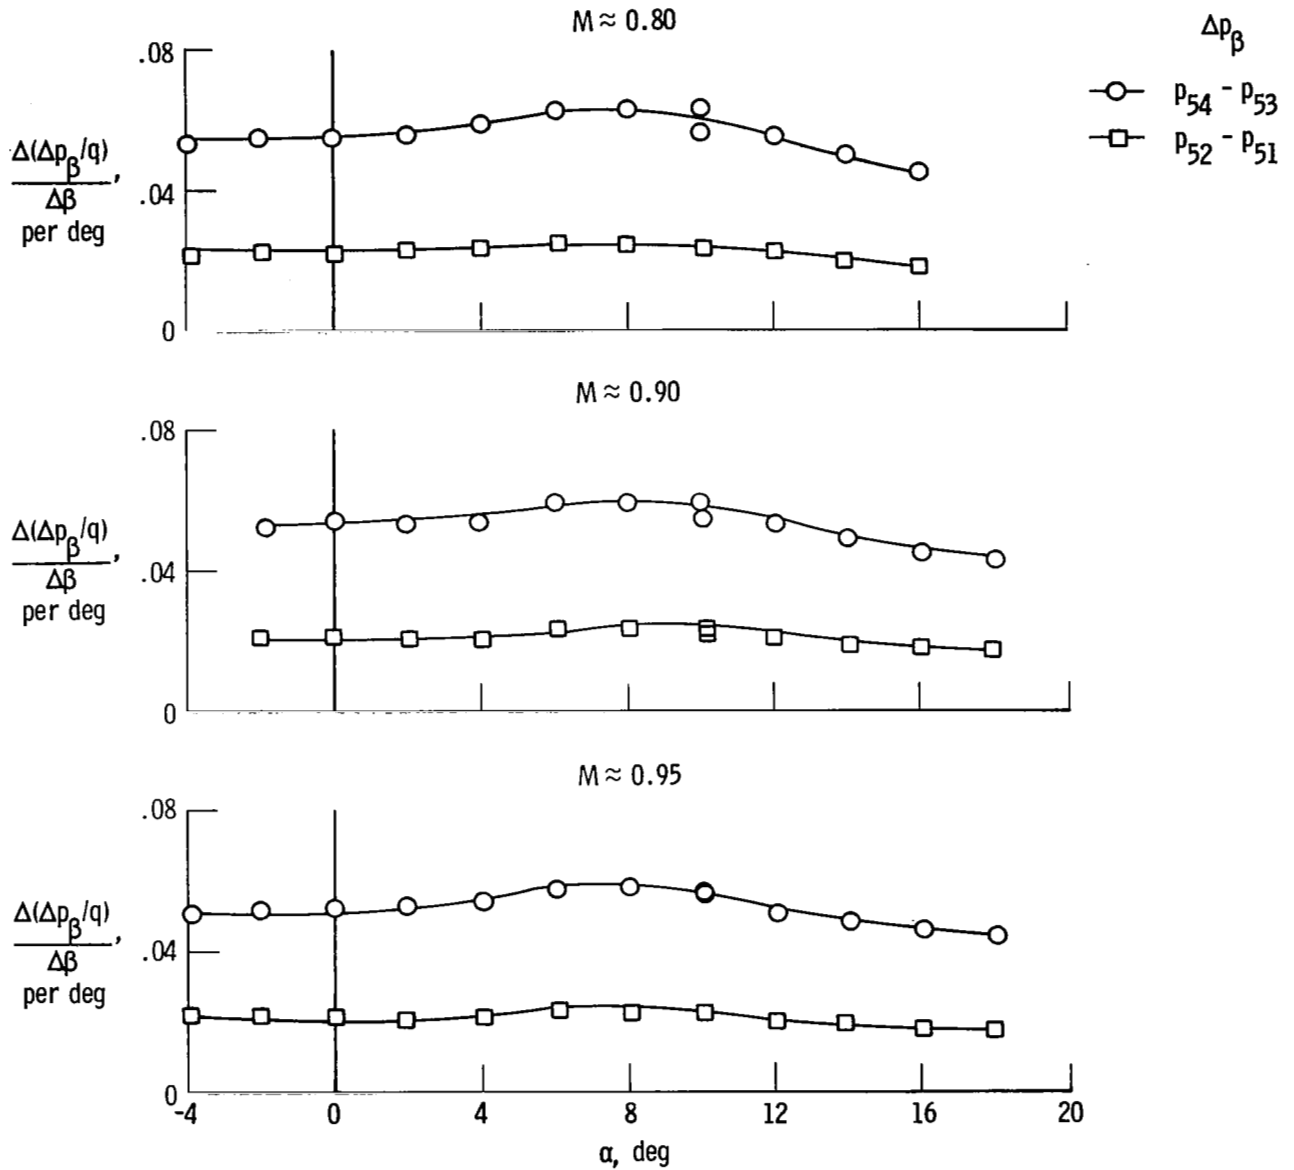 M ≈ 0.80
Δp_β
p_54 - p_53
p_52 - p_51
.08
Δ(Δp_β/q)
Δβ ,
per deg
.04
0
M ≈ 0.90
.08
Δ(Δp_β/q)
Δβ ,
per deg
.04
0
M ≈ 0.95
.08
Δ(Δp_β/q)
Δβ ,
per deg
.04
0
-4 0 4 8 12 16 20
α, deg